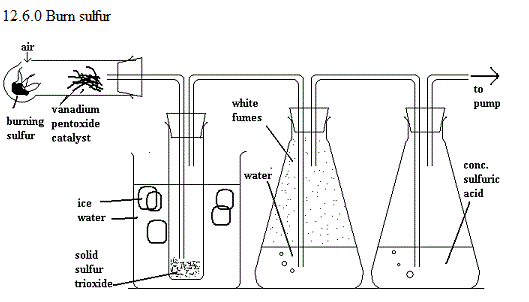 12.6.0 Burn sulfur
air
burning
sulfur
vanadium
pentoxide
catalyst
ice
water
solid
sulfur
trioxide
white
fumes
water
to
pump
conc.
sulfuric
acid